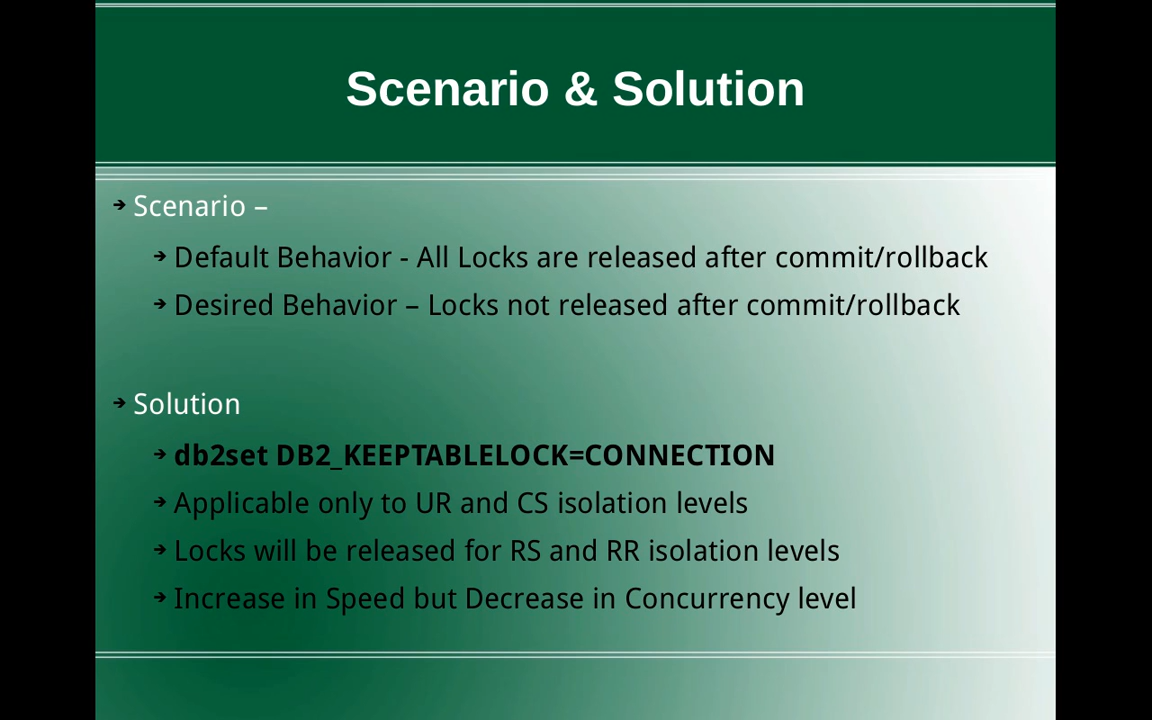 Scenario & Solution
Scenario –
Default Behavior - All Locks are released after commit/rollback
Desired Behavior – Locks not released after commit/rollback
Solution
db2set DB2_KEEPTABLELOCK=CONNECTION
Applicable only to UR and CS isolation levels
Locks will be released for RS and RR isolation levels
Increase in Speed but Decrease in Concurrency level